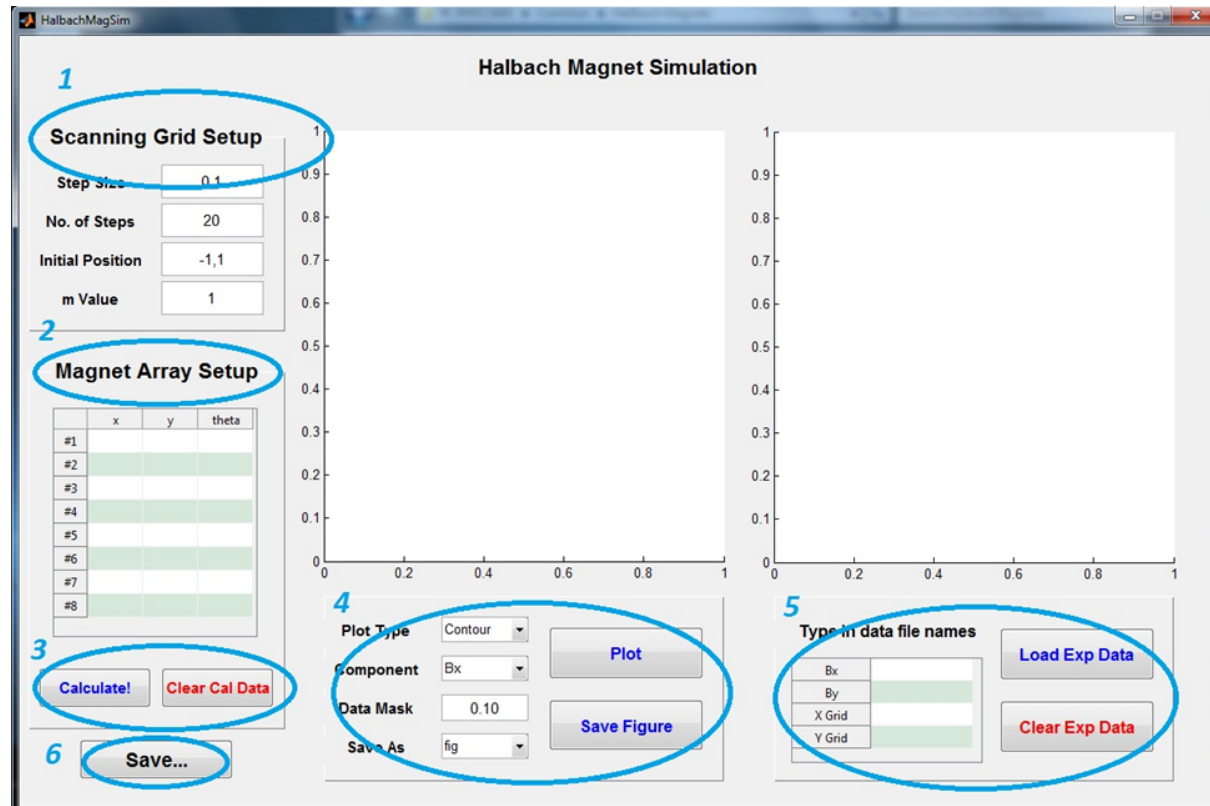 HalbachMagSim
Halbach Magnet Simulation
1
Scanning Grid Setup
Step Size 0.1
No. of Steps 20
Initial Position -1,1
m Value 1
2
Magnet Array Setup
x y theta
#1
#2
#3
#4
#5
#6
#7
#8
3
Calculate! Clear Cal Data
6
Save...
1
0.9
0.8
0.7
0.6
0.5
0.4
0.3
0.2
0.1
0
0 0.2 0.4 0.6 0.8 1
1
0.9
0.8
0.7
0.6
0.5
0.4
0.3
0.2
0.1
0
0 0.2 0.4 0.6 0.8 1
4
Plot Type Contour
Component Bx
Data Mask 0.10
Save As fig
Plot
Save Figure
5
Type in data file names
Bx
By
X Grid
Y Grid
Load Exp Data
Clear Exp Data